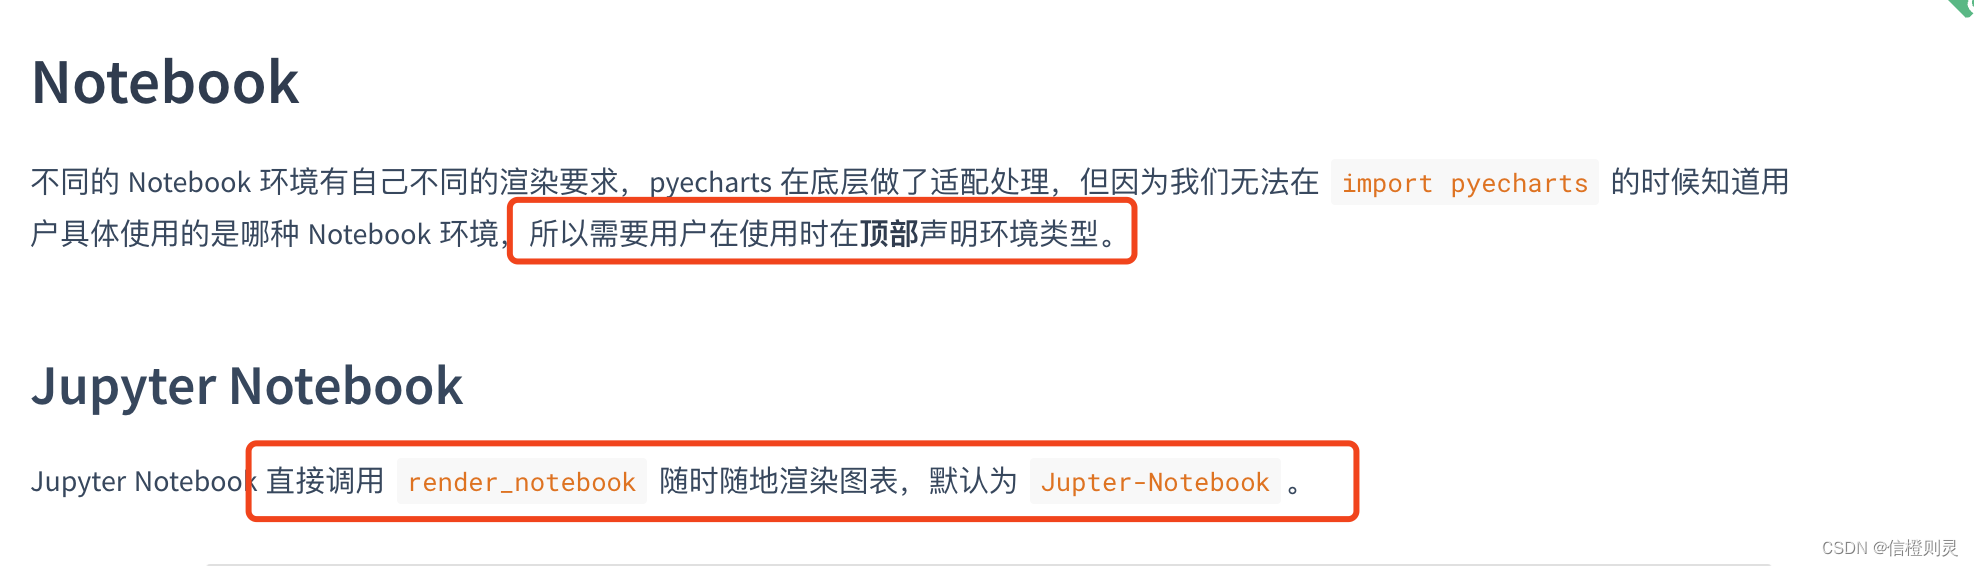 Notebook
不同的 Notebook 环境有自己不同的渲染要求，pyecharts 在底层做了适配处理，但因为我们无法在 import pyecharts 的时候知道用
户具体使用的是哪种 Notebook 环境，所以需要用户在使用时在顶部声明环境类型。
Jupyter Notebook
Jupyter Notebook 直接调用 render_notebook 随时随地渲染图表，默认为 Jupter-Notebook 。
CSDN @信橙则灵